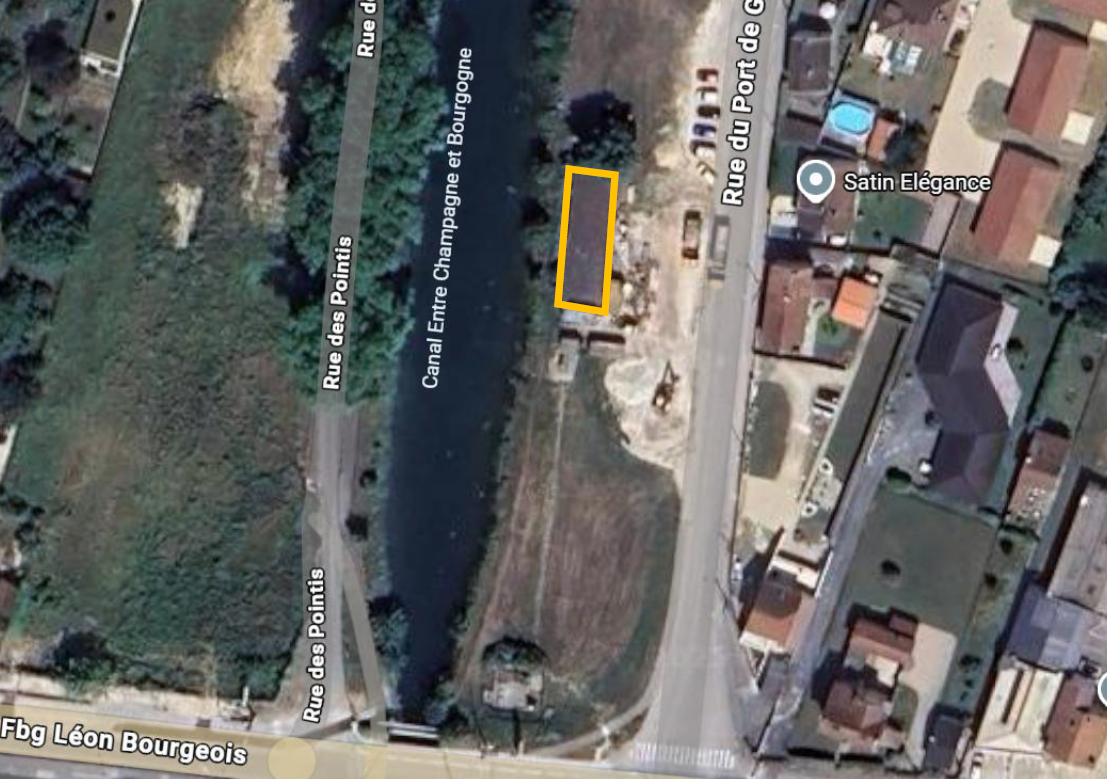 Rue d
Rue du Port de G
Canal Entre Champagne et Bourgogne
Satin Elégance
Rue des Pointis
Rue des Pointis
Fbg Léon Bourgeois